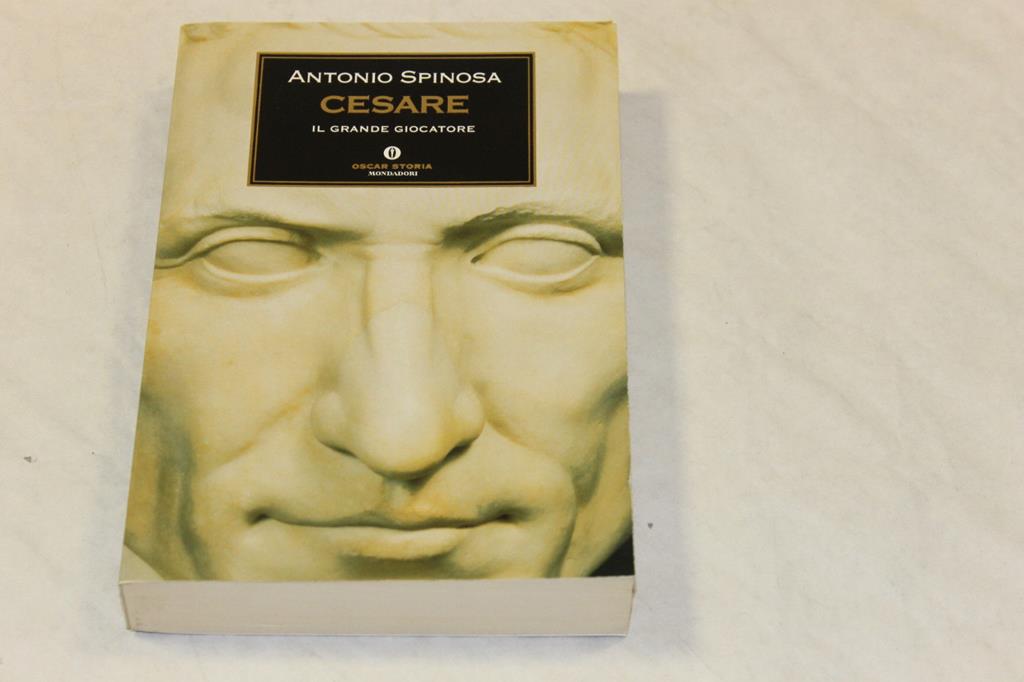 ANTONIO SPINOSA
CESARE
IL GRANDE GIOCATORE
OSCAR STORIA
MONDADORI